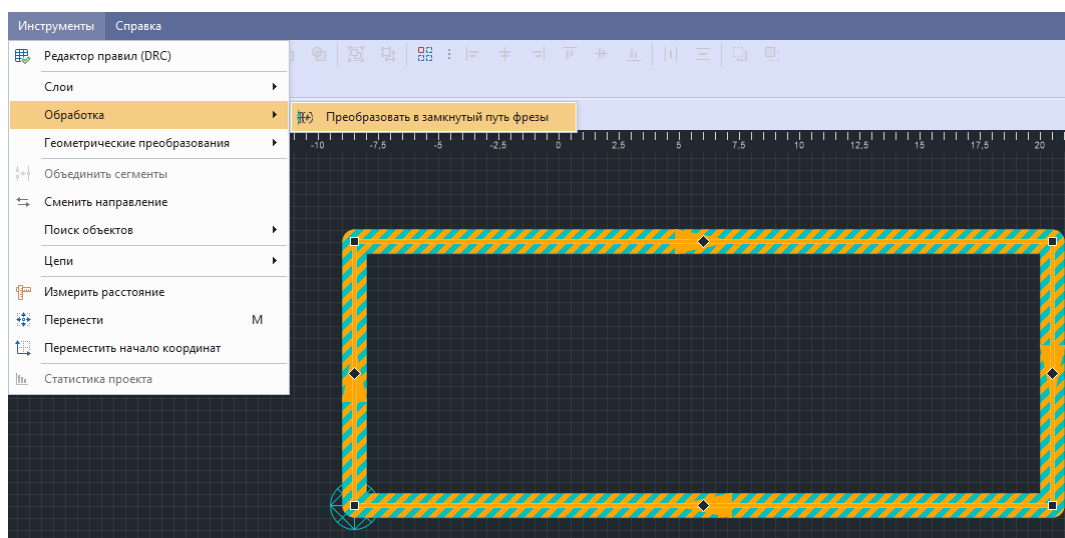 Инструменты Справка
Редактор правил (DRC)
Слои
Обработка
Преобразовать в замкнутый путь фрезы
Геометрические преобразования
-10 -7,5 -5 -2,5 0 2,5 5 7,5 10 12,5 15 17,5 20
Объединить сегменты
Сменить направление
Поиск объектов
Цепи
Измерить расстояние
Перенести M
Переместить начало координат
Статистика проекта